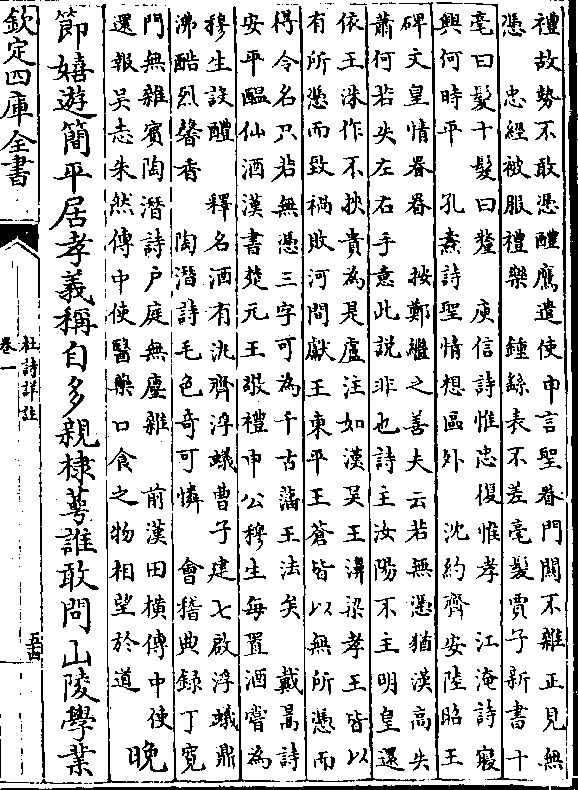 禮故勢不敢憑醴鷹遣使申言聖眷門闌不雜正見無
憑　忠經被服禮樂　鍾繇表不差毫髮賈子新書十
毫曰髮十髮曰釐　庾信詩惟忠復惟孝　江淹詩寢
興何時平　孔燾詩聖情想區外　沈約齊安陸昭王
碑文皇情眷眷　按鄭繼之善夫云若無憑猶漢高失
蕭何若失左右手意此說非也詩主汝陽不主明皇還
依王洙作不挾貴為是盧注如漢吳王濞梁孝王皆以
有所憑而致禍敗河間獻王東平王蒼皆以無所憑而
得令名只若無憑三字可為千古藩王法矣　戴暠詩
安平醖仙酒漢書楚元王敬禮申公穆生每置酒嘗為
穆生設醴　釋名酒有汎齊浮蟻曹子建七啟浮蟻鼎
沸酷烈馨香　陶潛詩毛色奇可憐　會稽典録丁寛
門無雜賓陶潛詩戶庭無塵雜　前漢田橫傳中使
還報吳志朱然傳中使醫藥口食之物相望於道
晚
節嬉遊簡平居孝義稱自多親棣萼誰敢問山陵學業
欽定四庫全書
杜詩詳註
卷一